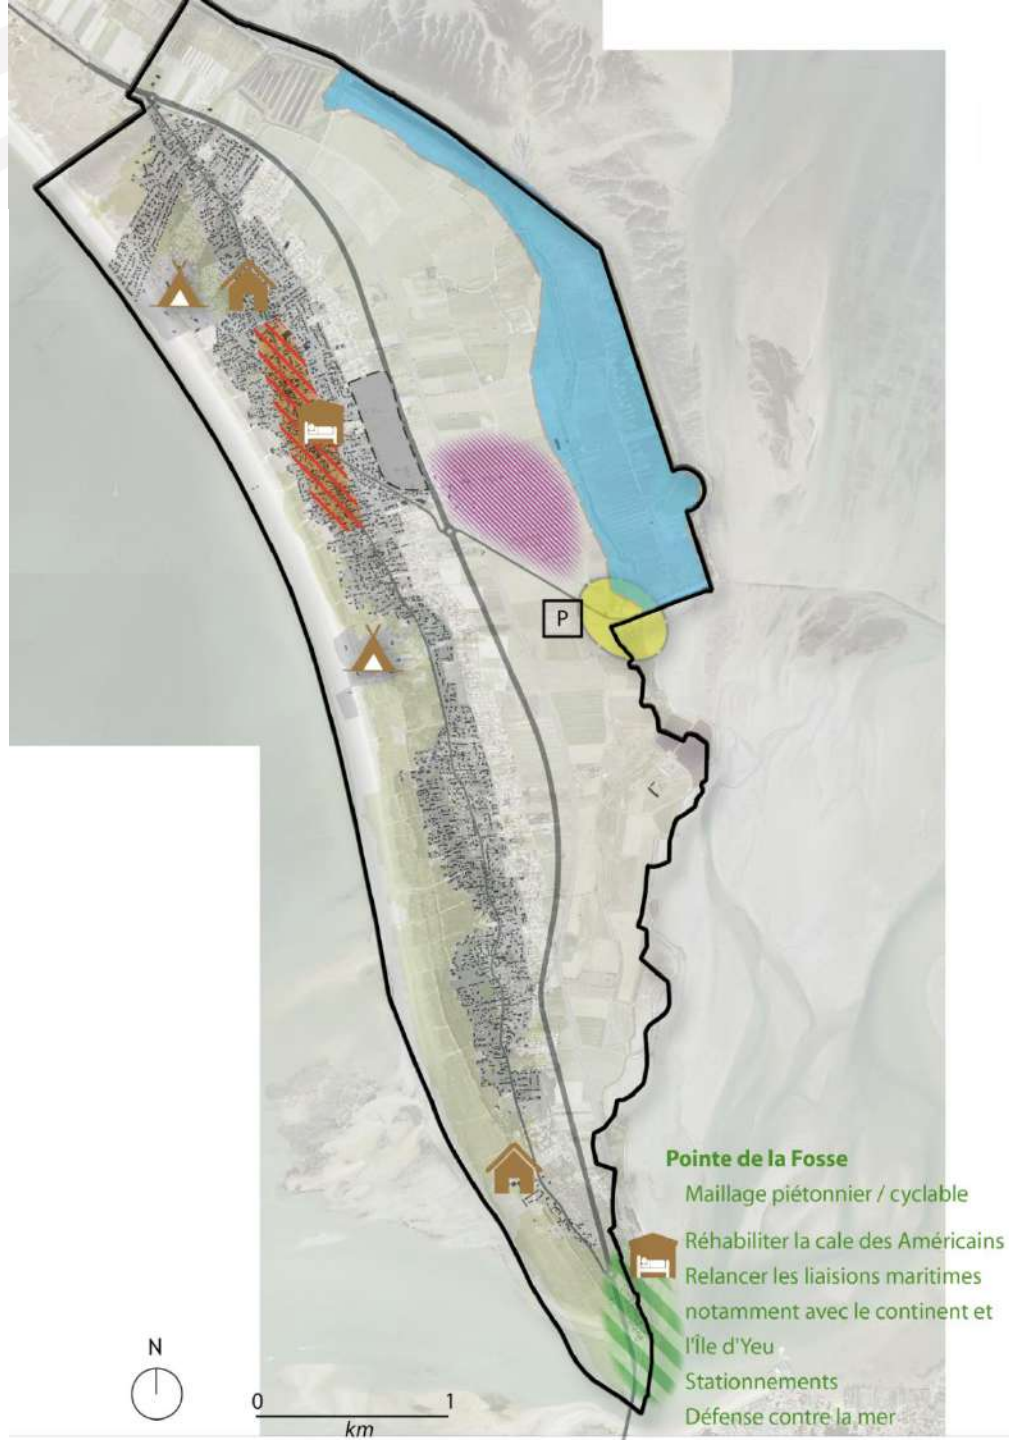 P
Pointe de la Fosse
Maillage piétonnier / cyclable
Réhabiliter la cale des Américains
Relancer les liaisions maritimes
notamment avec le continent et
l'Île d'Yeu
Stationnements
Défense contre la mer
N
0 1
km